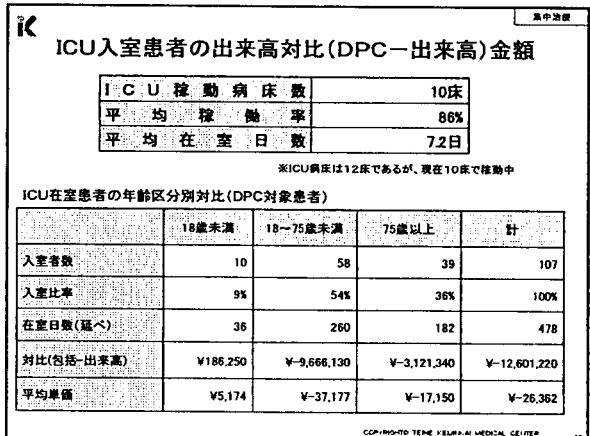 iK
集中治療
ICU入室患者の出来高対比(DPC−出来高)金額
ICU稼動病床数 10床
平均稼働率 86%
平均在室日数 7.2日
※ICU病床は12床であるが、現在10床で稼動中
ICU在室患者の年齢区分別対比(DPC対象患者)
18歳未満 18〜75歳未満 75歳以上 計
入室者数 10 58 39 107
入室比率 9% 54% 36% 100%
在室日数(延べ) 36 260 182 478
対比(包括-出来高) ¥186,250 ¥-9,666,130 ¥-3,121,340 ¥-12,601,220
平均単価 ¥5,174 ¥-37,177 ¥-17,150 ¥-26,362
MEDICAL CENTER